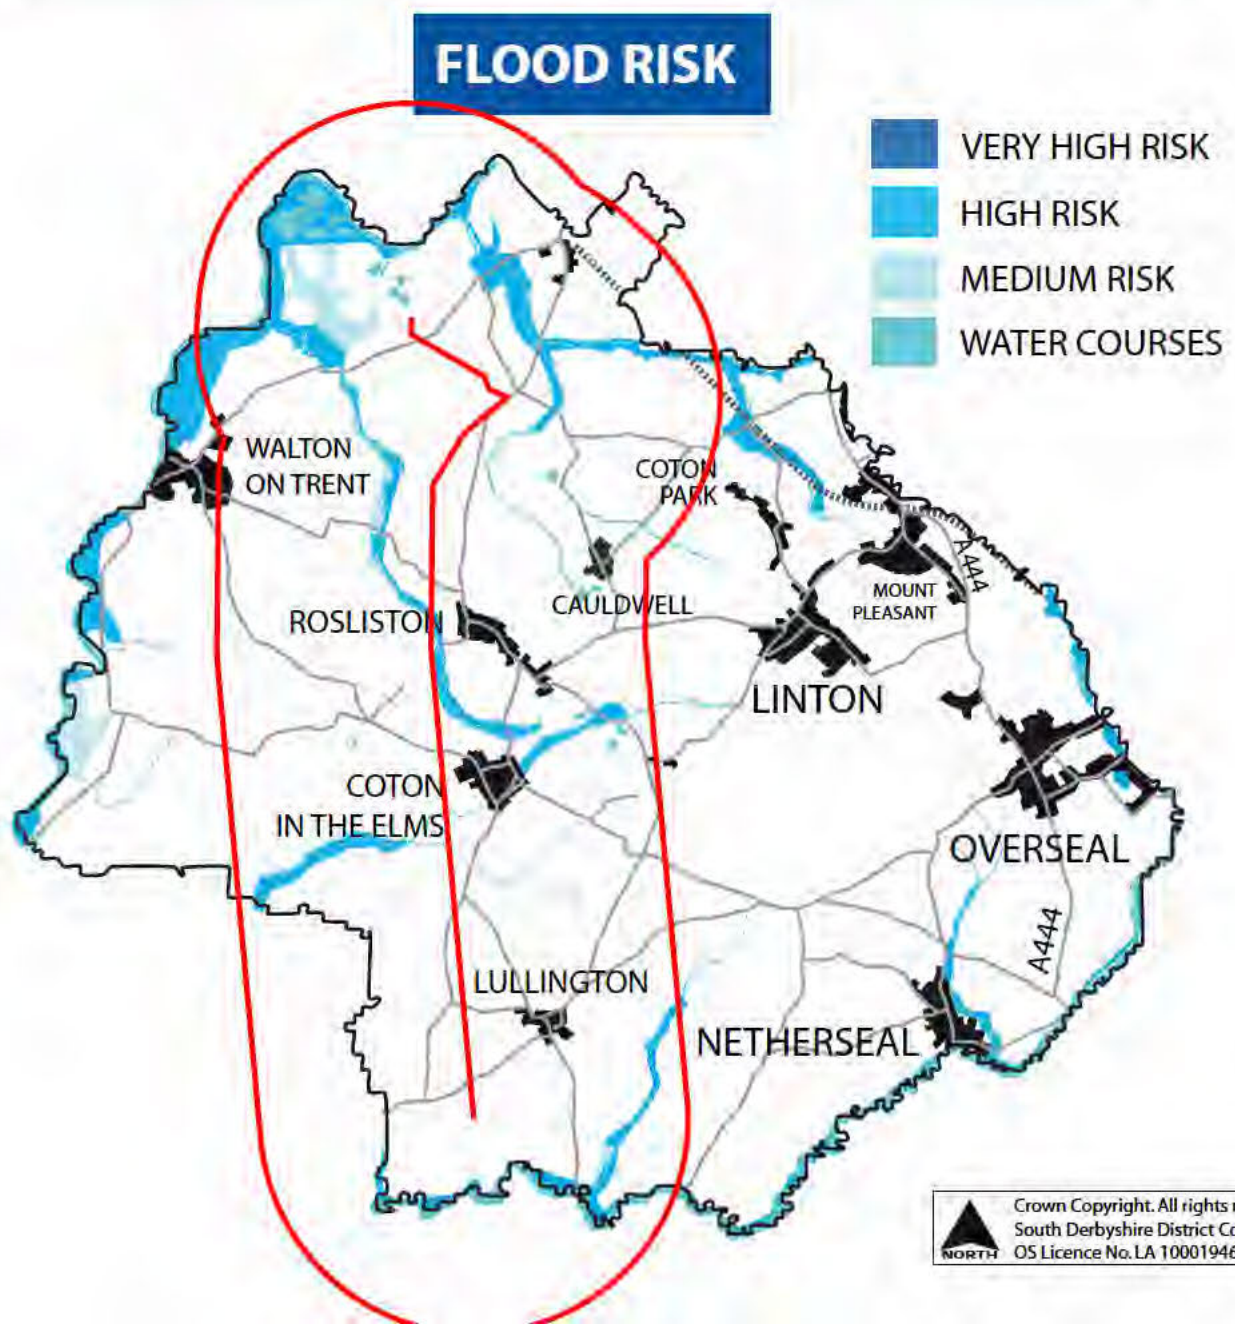 FLOOD RISK
VERY HIGH RISK
HIGH RISK
MEDIUM RISK
WATER COURSES
WALTON
ON TRENT
COTON
PARK
A444
MOUNT
PLEASANT
CAULDWELL
ROSLISTON
LINTON
COTON
IN THE ELMS
OVERSEAL
A444
LULLINGTON
NETHERSEAL
NORTH
Crown Copyright. All rights
South Derbyshire District
OS Licence No. LA